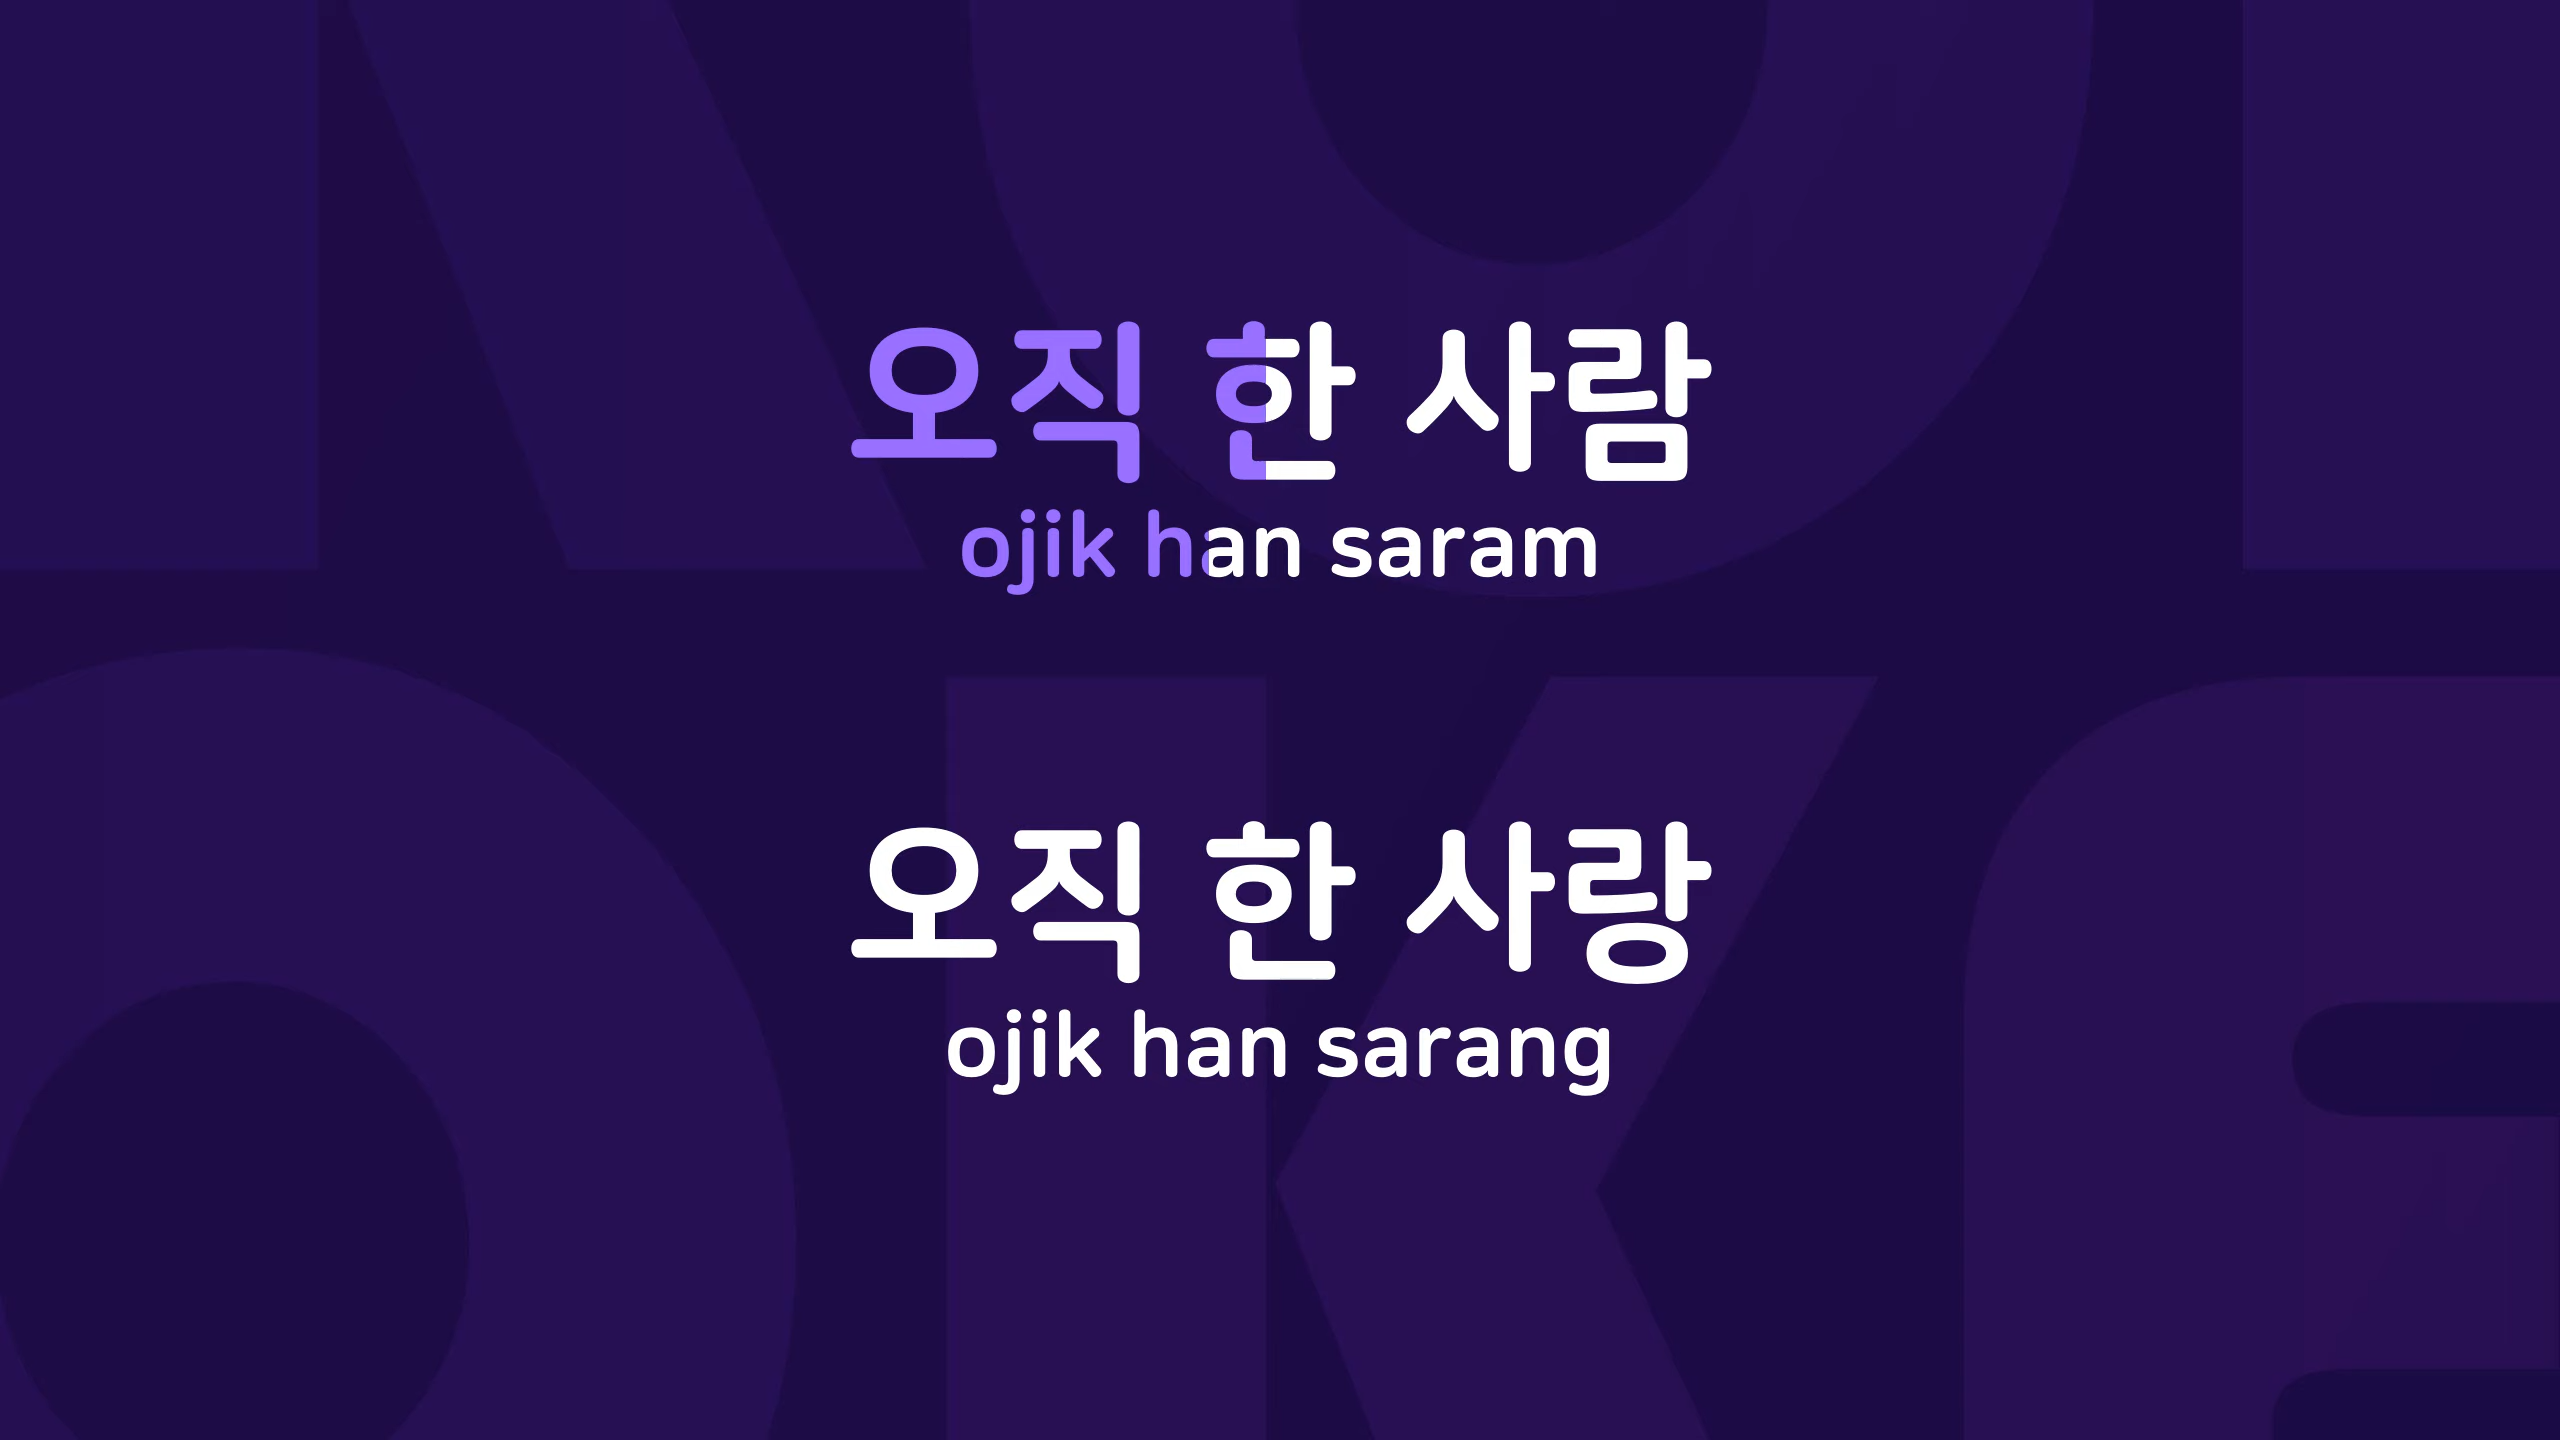 오직 한 사람
ojik han saram
오직 한 사랑
ojik han sarang